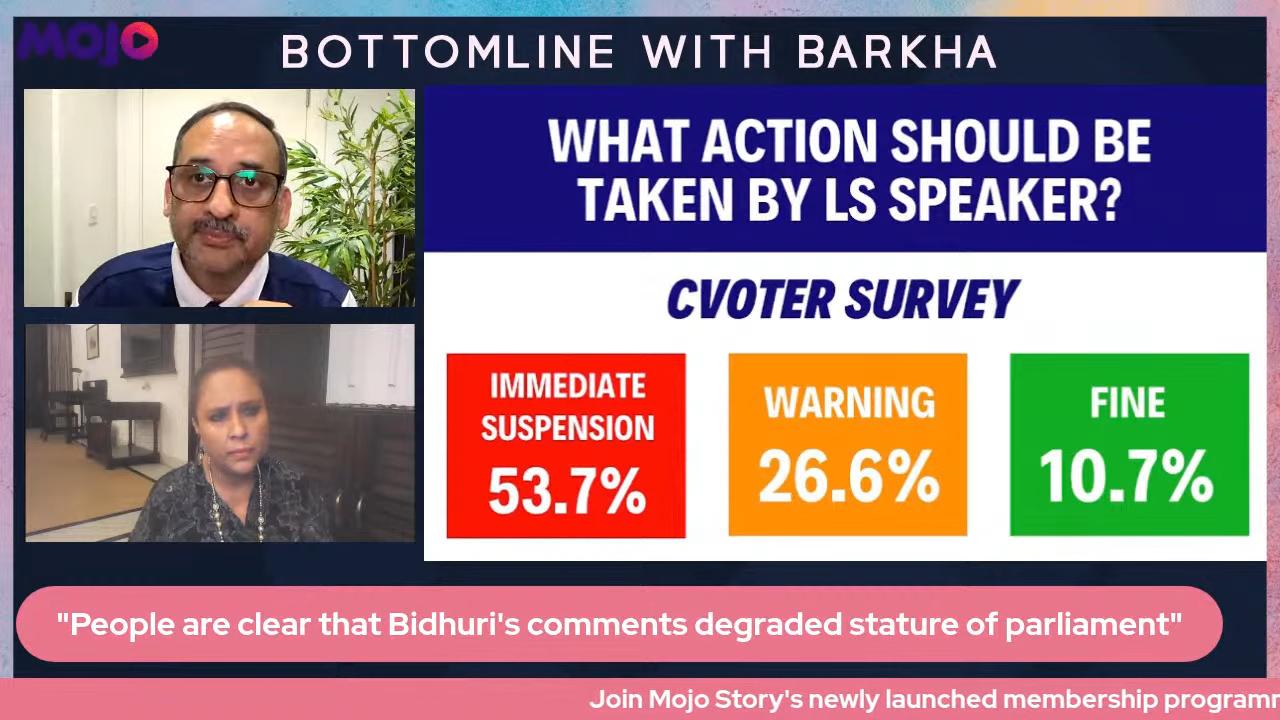 MOJO
BOTTOMLINE WITH BARKHA
WHAT ACTION SHOULD BE
TAKEN BY LS SPEAKER?
CVOTER SURVEY
IMMEDIATE
SUSPENSION
53.7%
WARNING
26.6%
FINE
10.7%
"People are clear that Bidhuri's comments degraded stature of parliament"
Join Mojo Story's newly launched membership